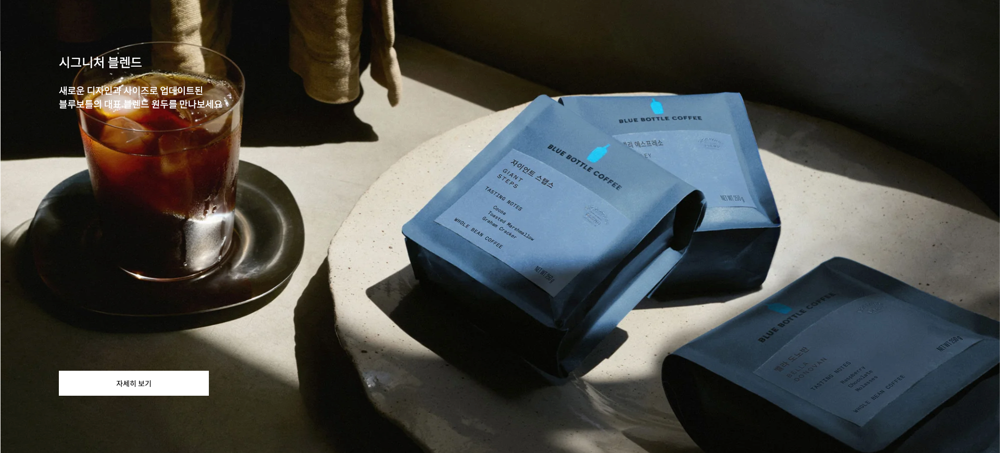 시그니처 블렌드
새로운 디자인과 사이즈로 업데이트된
블루보틀의 대표 블렌드 원두를 만나보세요
자세히 보기
BLUE BOTTLE COFFEE
에스프레소
NET WT 250 g
BLUE BOTTLE COFFEE
자이언트 스텝스
GIANT
STEPS
TASTING NOTES
Cocoa
Toasted Marshmallow
Graham Cracker
WHOLE BEAN COFFEE
NET WT 250 g
BLUE BOTTLE COFFEE
벨라 도노반
BELLA
DONOVAN
TASTING NOTES
Raspberry
Chocolate
Molasses
WHOLE BEAN COFFEE
NET WT 250 g